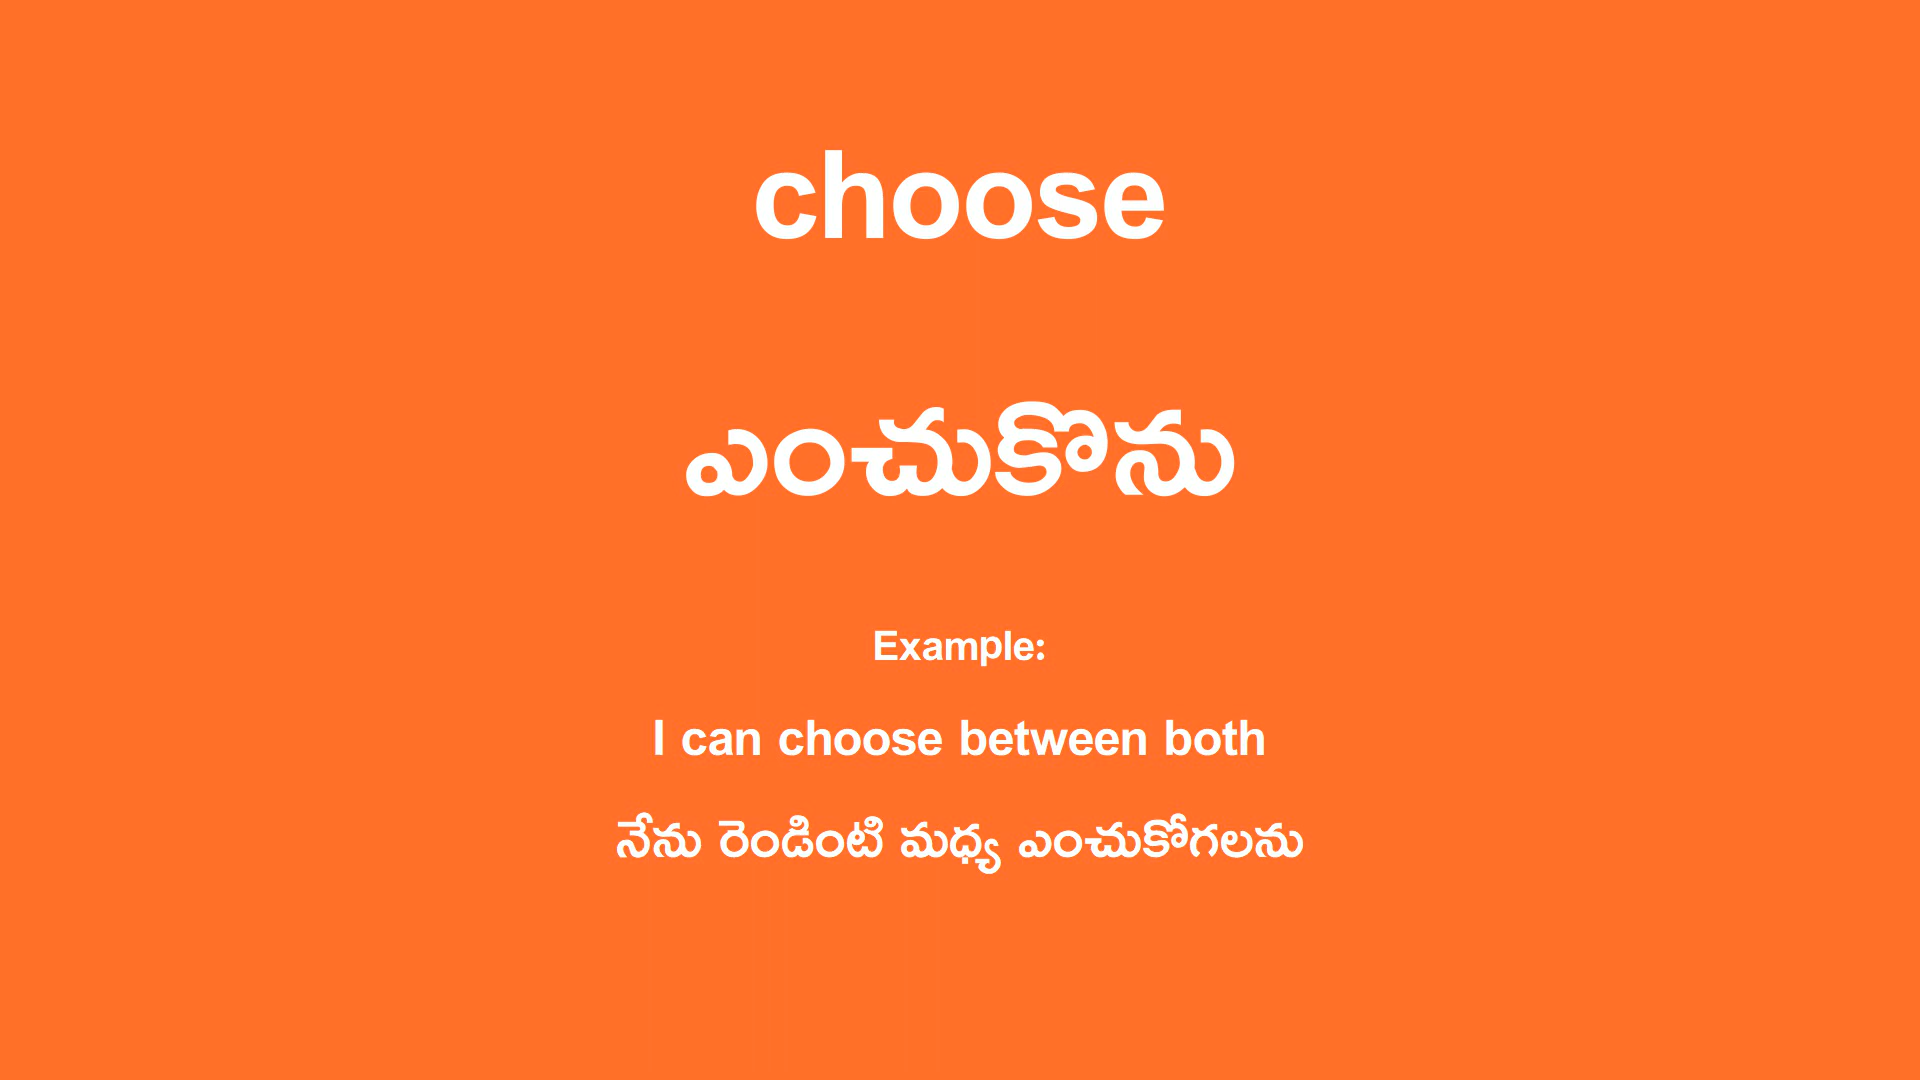 choose
ఎంచుకొను
Example:
I can choose between both
నేను రెండింటి మధ్య ఎంచుకోగలను